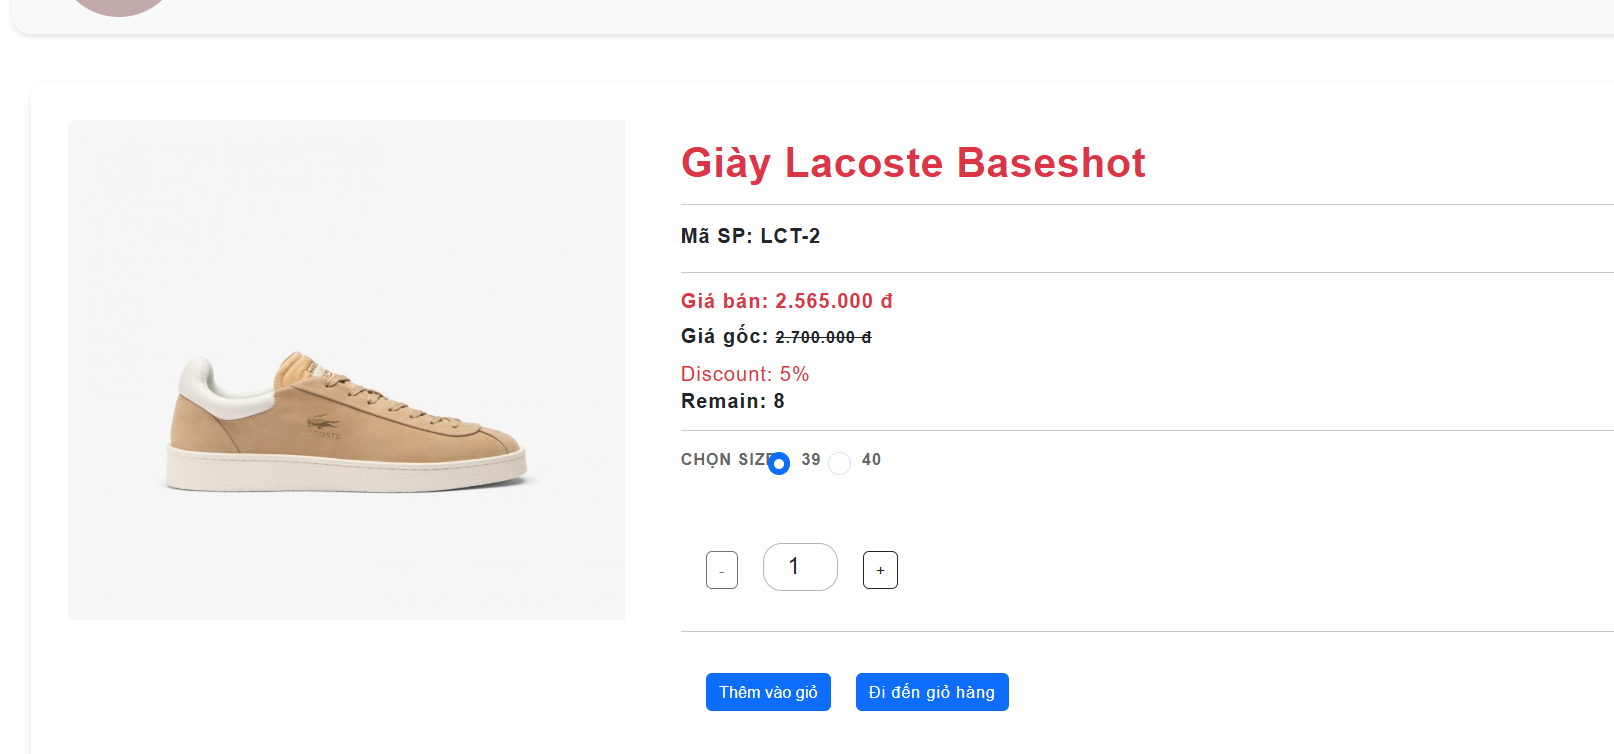 Giày Lacoste Baseshot
Mã SP: LCT-2
Giá bán: 2.565.000 đ
Giá gốc: 2.700.000 đ
Discount: 5%
Remain: 8
CHỌN SIZE 39 40
- 1 +
Thêm vào giỏ Đi đến giỏ hàng